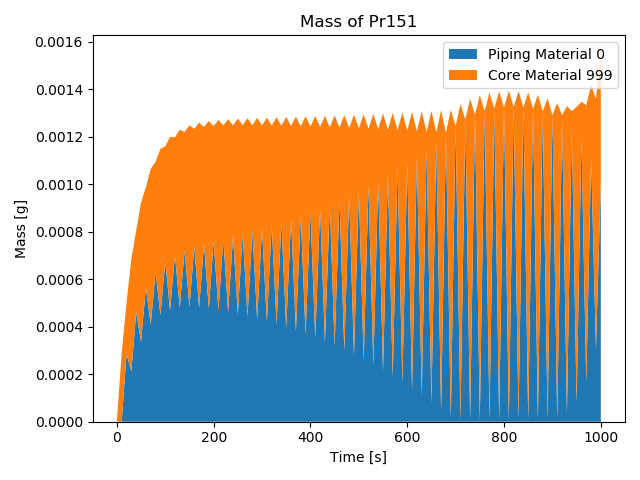 Mass of Pr151
Piping Material 0
Core Material 999
Mass [g]
0.0016
0.0014
0.0012
0.0010
0.0008
0.0006
0.0004
0.0002
0.0000
0 200 400 600 800 1000
Time [s]